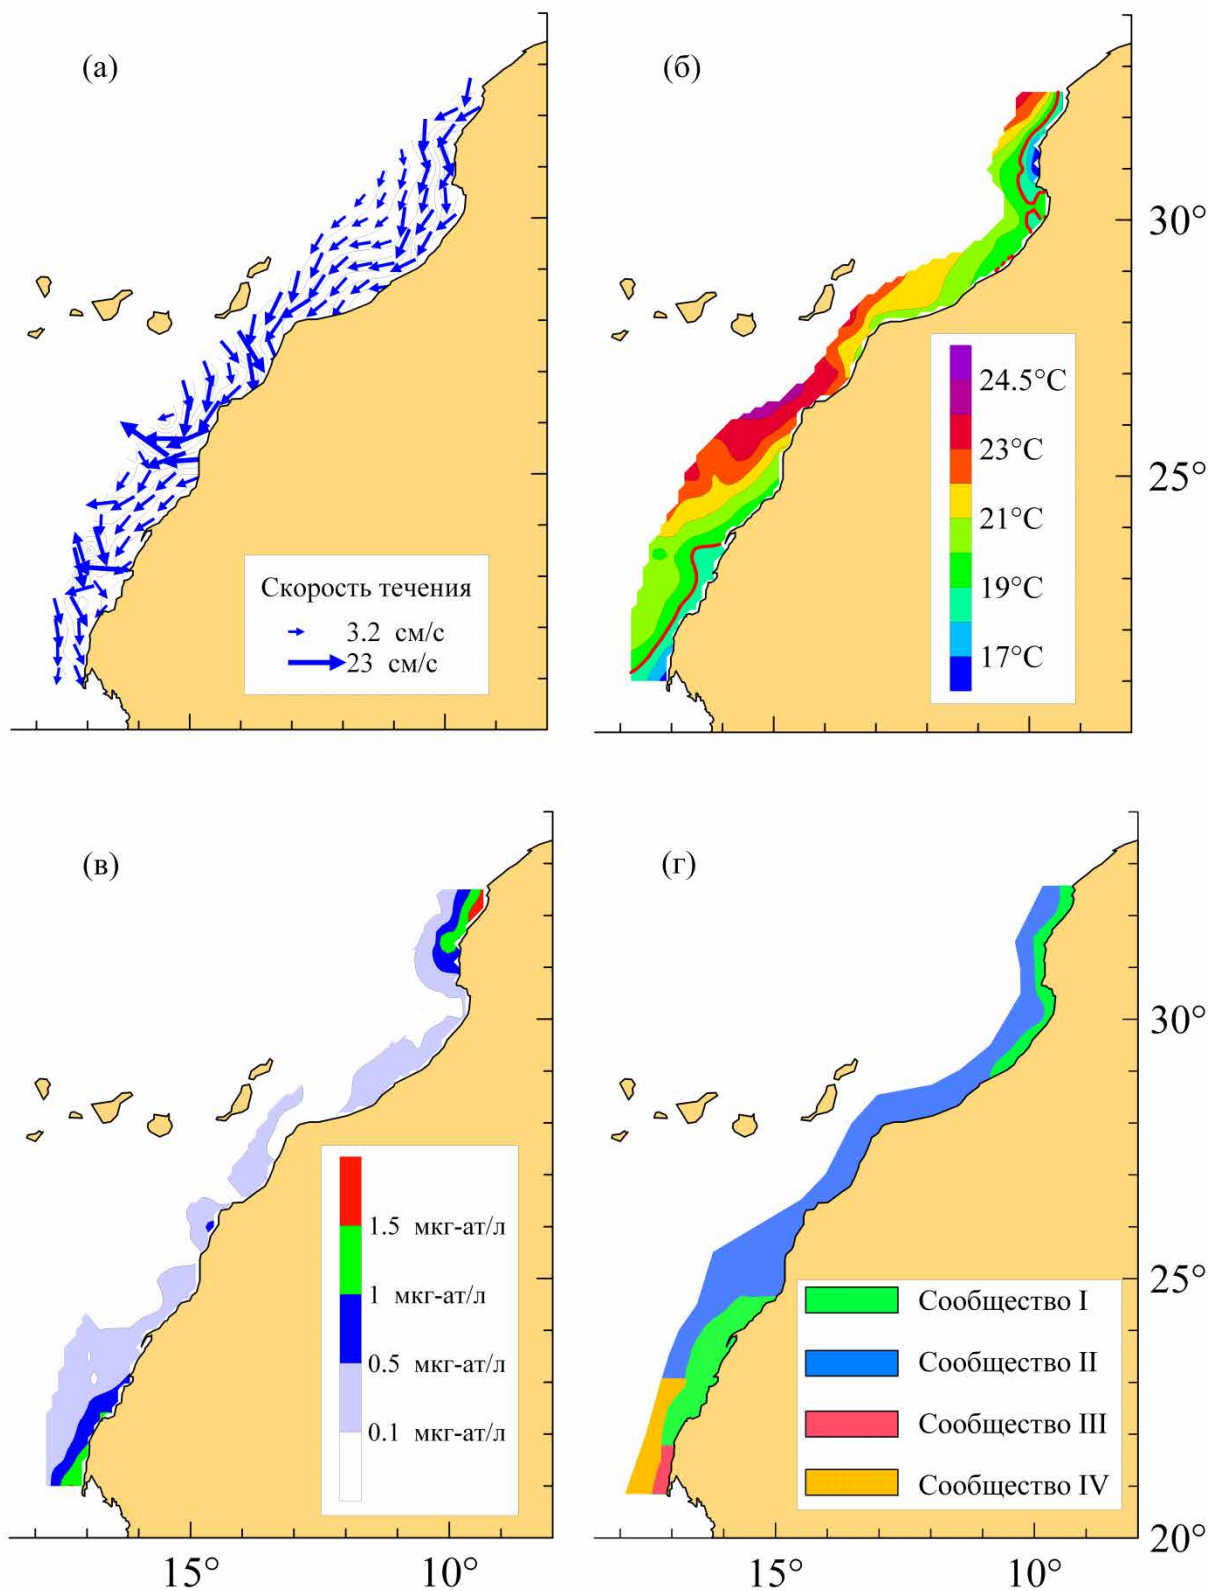 (а)
Скорость течения
3.2 см/с
23 см/с
(б)
30°
25°
24.5°C
23°C
21°C
19°C
17°C
(в)
1.5 мкг-ат/л
1 мкг-ат/л
0.5 мкг-ат/л
0.1 мкг-ат/л
15°
10°
(г)
30°
25°
20°
Сообщество I
Сообщество II
Сообщество III
Сообщество IV
15°
10°